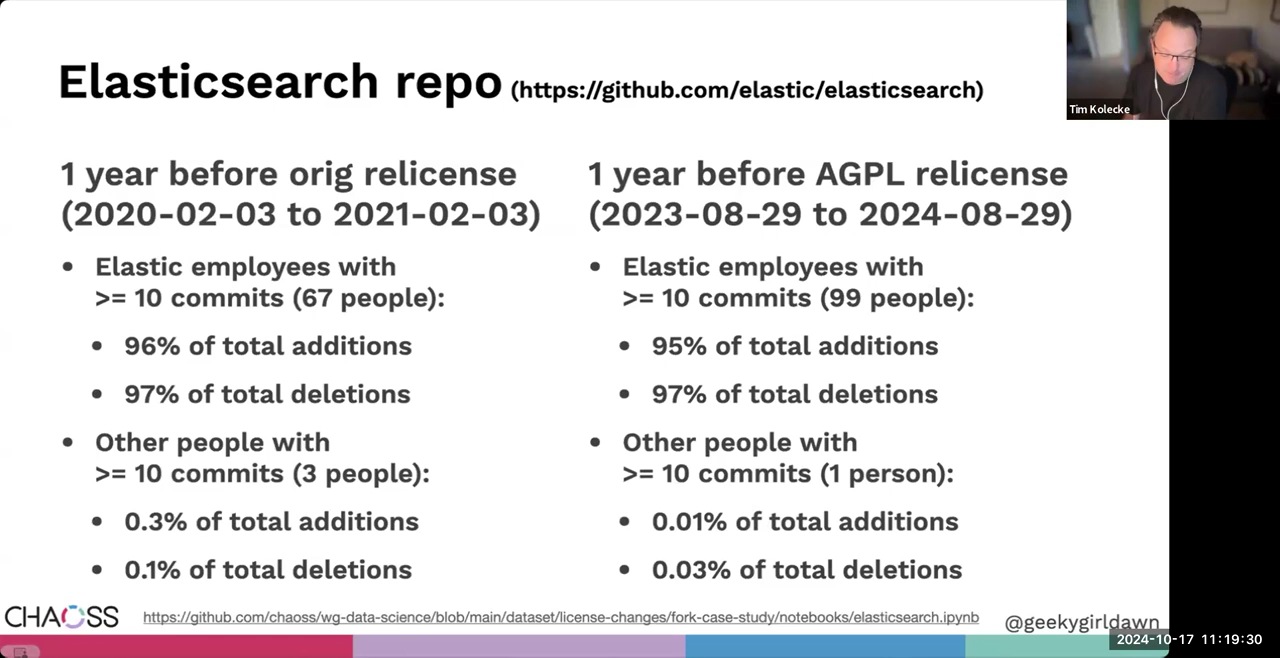 Elasticsearch repo (https://github.com/elastic/elasticsearch)
Tim Kolecke
1 year before orig relicense
(2020-02-03 to 2021-02-03)
• Elastic employees with
>= 10 commits (67 people):
• 96% of total additions
• 97% of total deletions
• Other people with
>= 10 commits (3 people):
• 0.3% of total additions
• 0.1% of total deletions
1 year before AGPL relicense
(2023-08-29 to 2024-08-29)
• Elastic employees with
>= 10 commits (99 people):
• 95% of total additions
• 97% of total deletions
• Other people with
>= 10 commits (1 person):
• 0.01% of total additions
• 0.03% of total deletions
CHAOSS
https://github.com/chaoss/wg-data-science/blob/main/dataset/license-changes/fork-case-study/notebooks/elasticsearch.ipynb
@geekygirldawn
2024-10-17 11:19:30